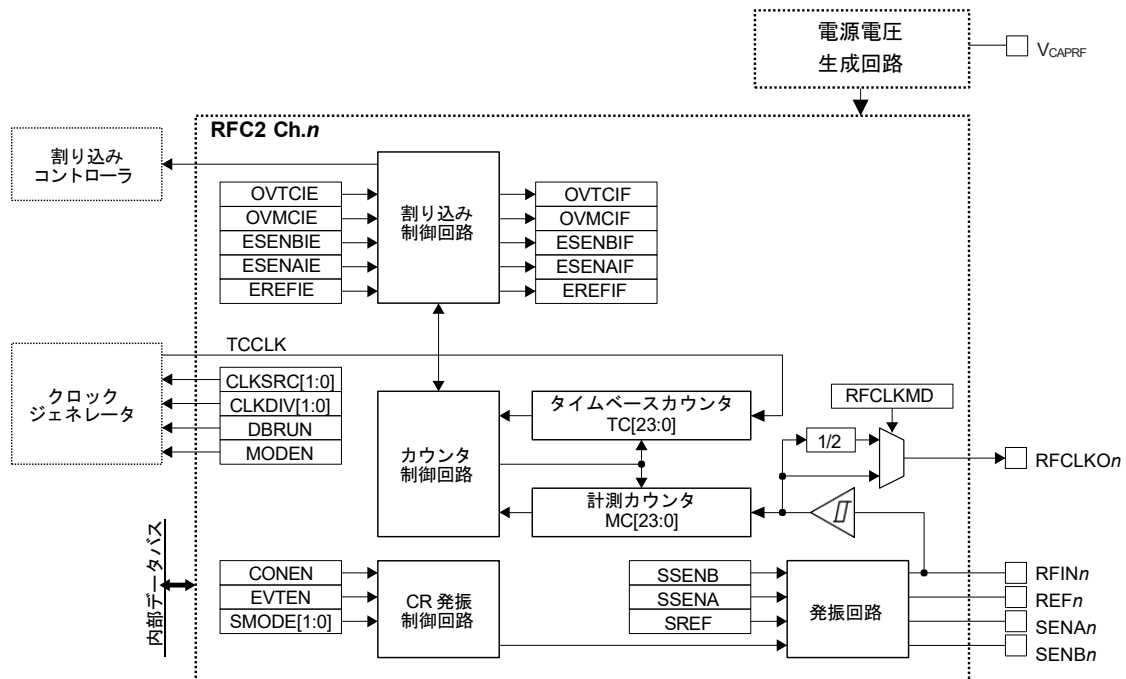 電源電圧
生成回路
VCAPRF
RFC2 Ch.n
割り込み
コントローラ
OVTCIE
OVMCIE
ESENBIE
ESENAIE
EREFIE
割り込み
制御回路
OVTCIF
OVMCIF
ESENBIF
ESENAIF
EREFIF
TCCLK
クロック
ジェネレータ
CLKSRC[1:0]
CLKDIV[1:0]
DBRUN
MODEN
カウンタ
制御回路
タイムベースカウンタ
TC[23:0]
計測カウンタ
MC[23:0]
RFCLKMD
1/2
RFCLKOn
内部データバス
CONEN
EVTEN
SMODE[1:0]
CR 発振
制御回路
SSENB
SSENA
SREF
発振回路
RFINn
REFn
SENAn
SENBn